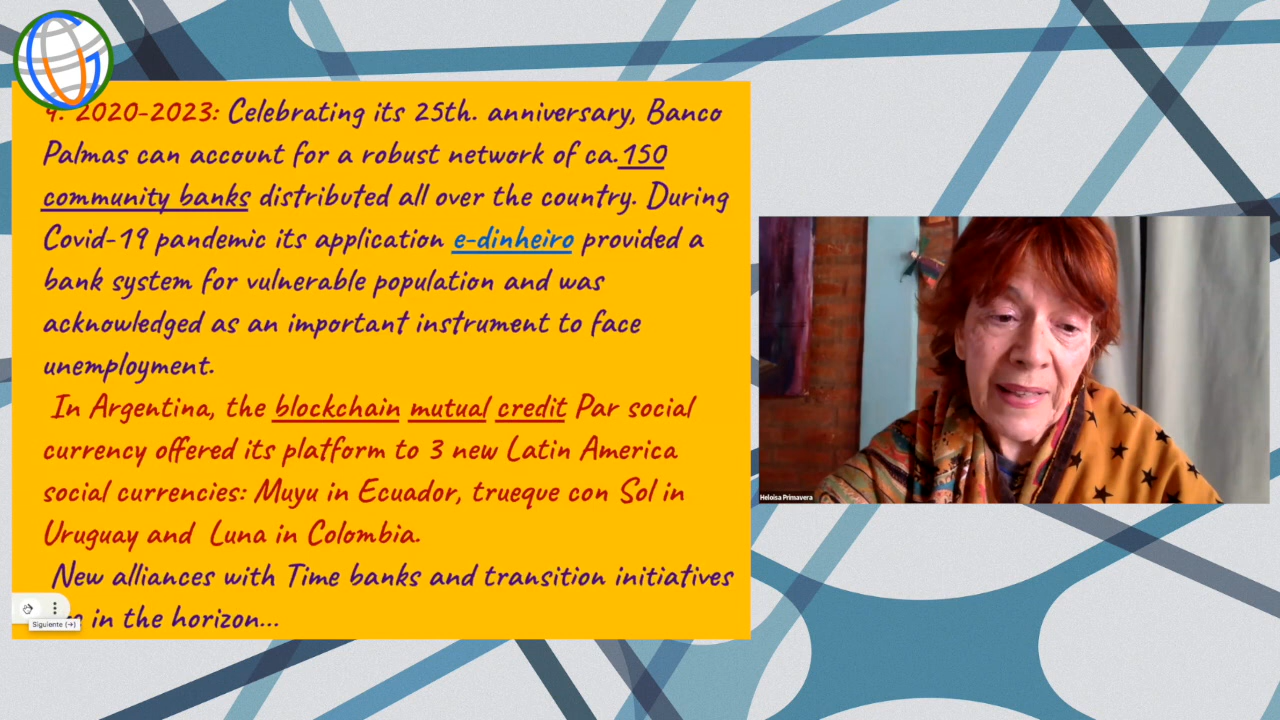 9. 2020-2023: Celebrating its 25th. anniversary, Banco
Palmas can account for a robust network of ca. 150
community banks distributed all over the country. During
Covid-19 pandemic its application e-dinheiro provided a
bank system for vulnerable population and was
acknowledged as an important instrument to face
unemployment.
In Argentina, the blockchain mutual credit Par social
currency offered its platform to 3 new Latin America
social currencies: Muyu in Ecuador, trueque con Sol in
Uruguay and Luna in Colombia.
New alliances with Time banks and transition initiatives
in the horizon...
Siguiente (→)
Heloisa Primavera